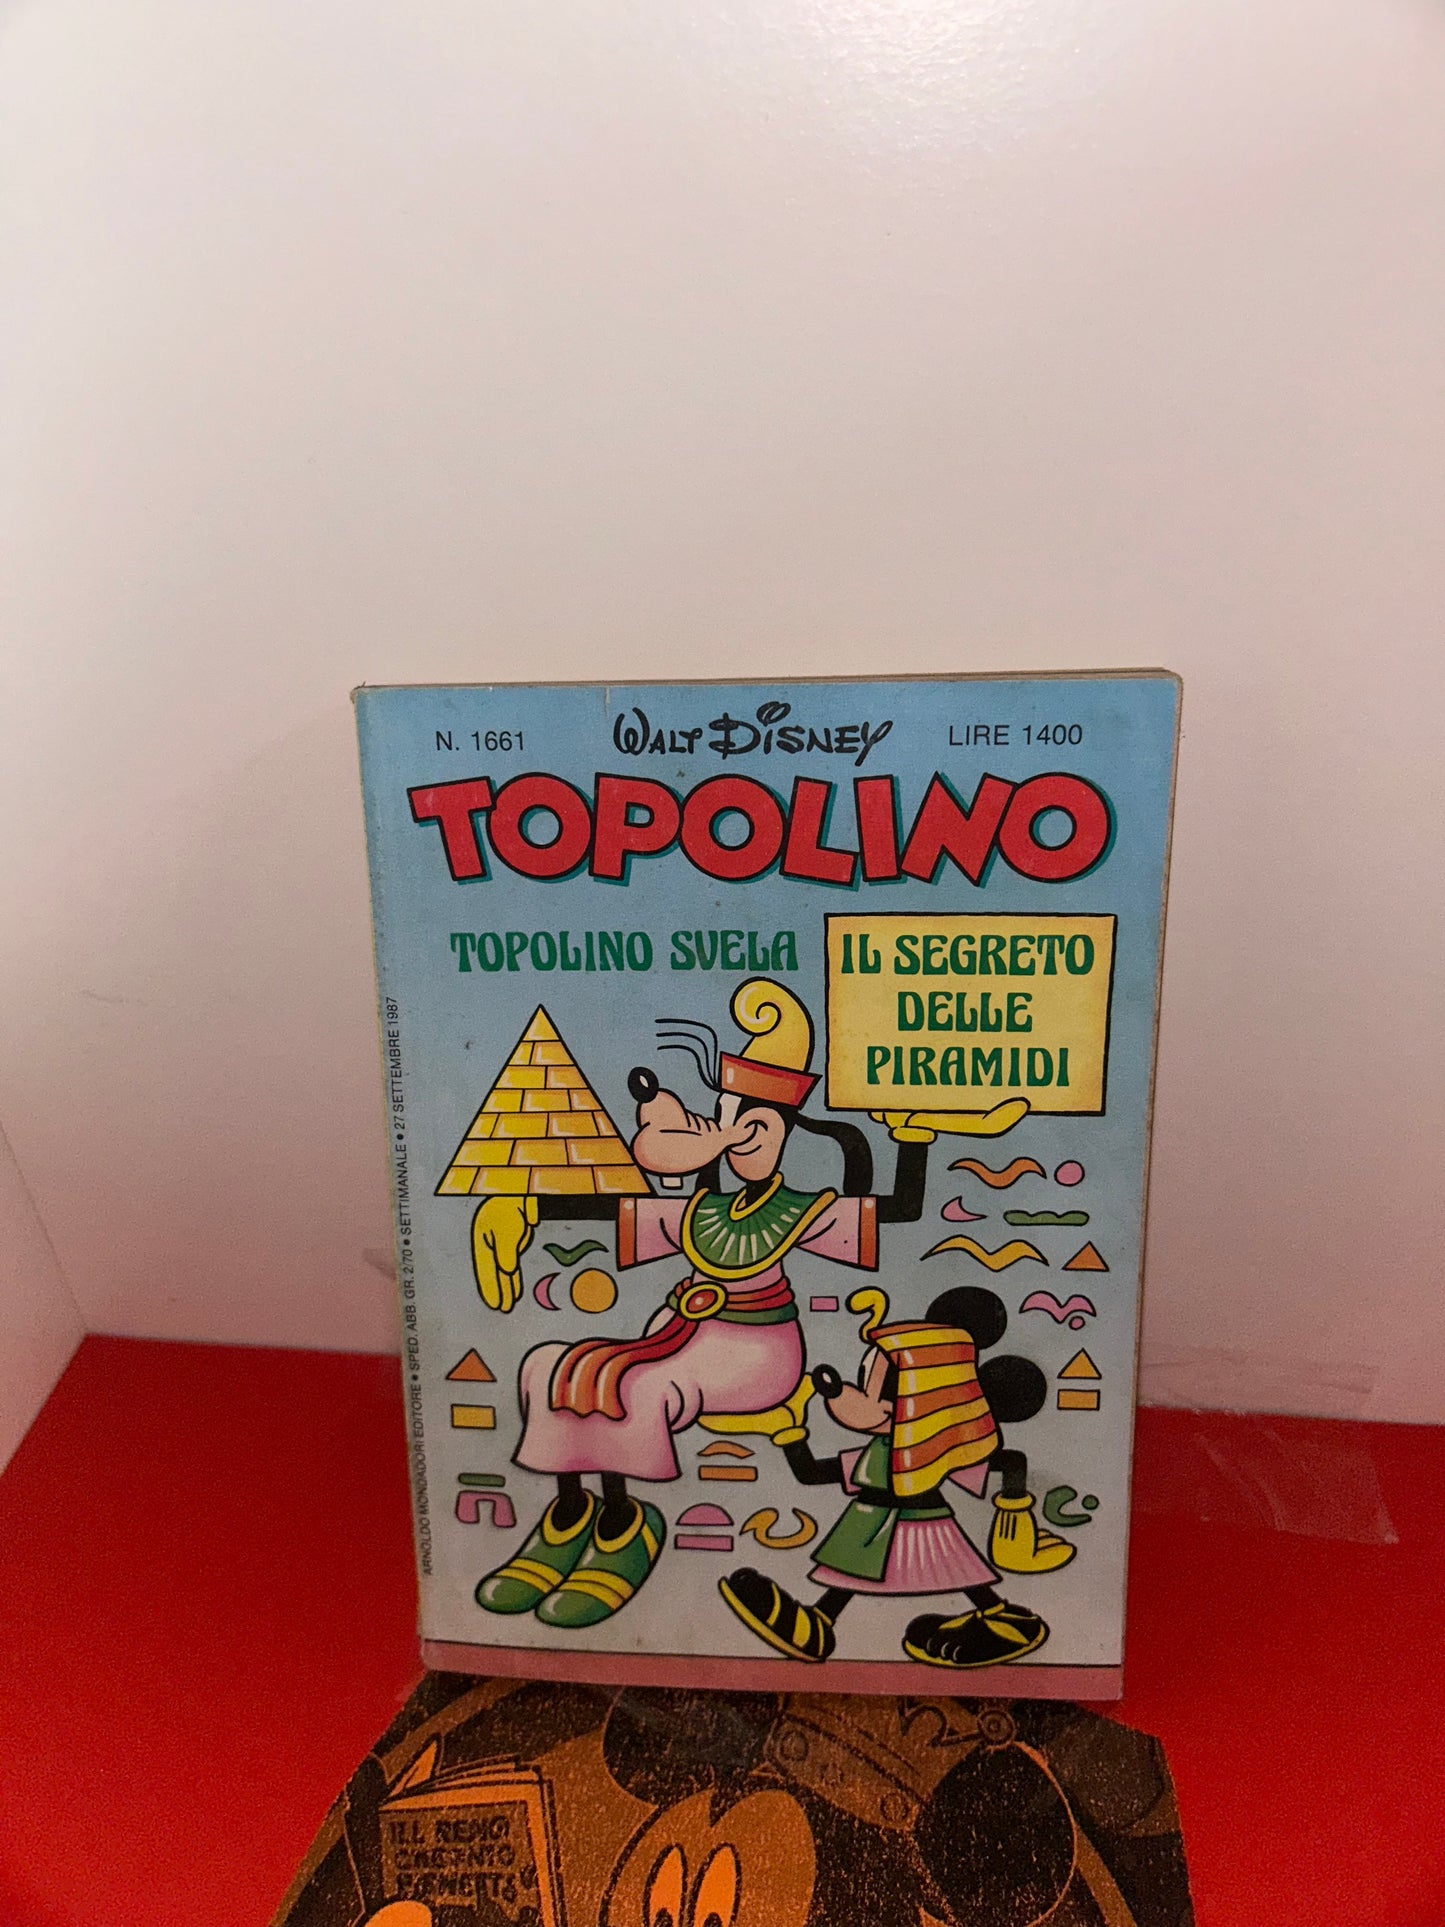 N. 1661
WALT DISNEY
LIRE 1400
TOPOLINO
TOPOLINO SVELA
IL SEGRETO
DELLE
PIRAMIDI
ARNOLDO MONDADORI EDITORE • SPED. ABB. GR. 2/70 • SETTIMANALE • 27 SETTEMBRE 1987